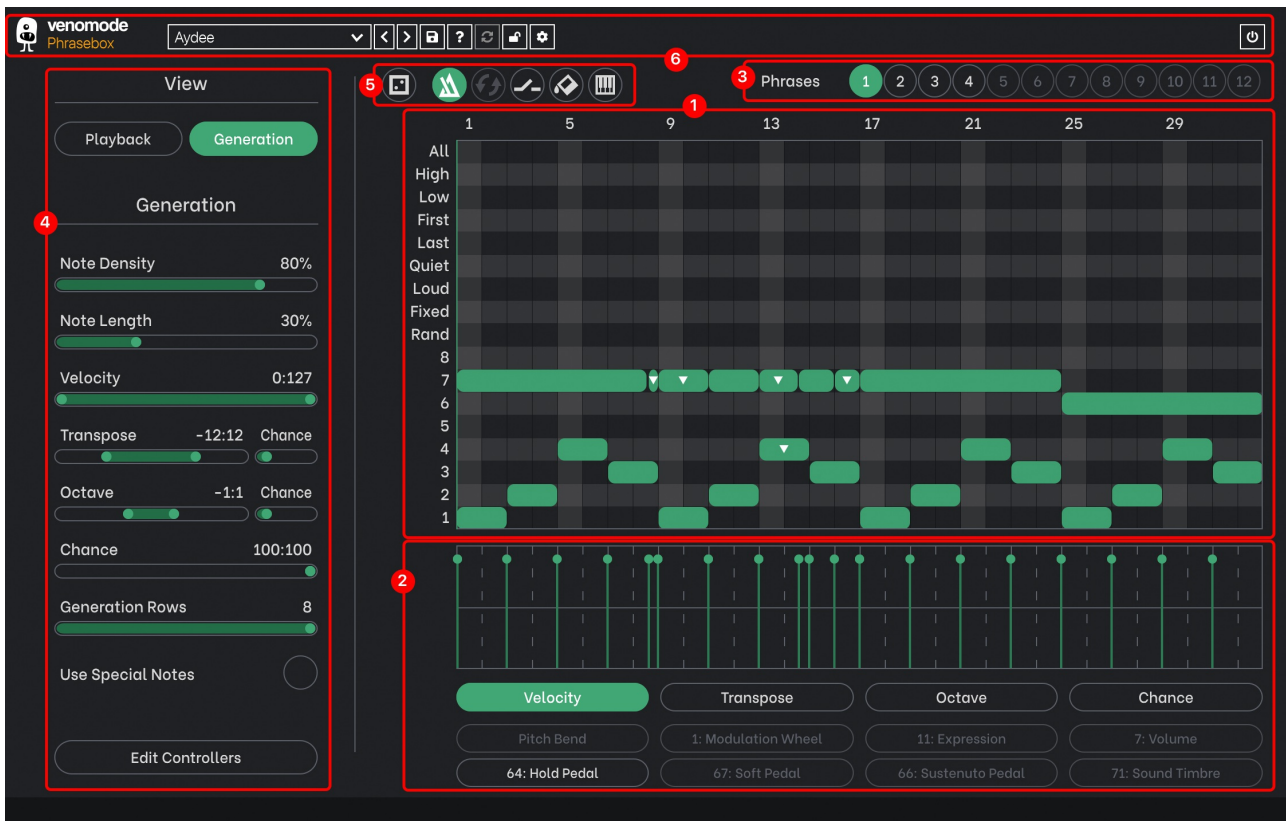 venomode
Phrasebox
Aydee
?
6
View
5
3
Phrases
1 2 3 4 5 6 7 8 9 10 11 12
1
Playback
Generation
1 5 9 13 17 21 25 29
Generation
4
Note Density 80%
Note Length 30%
Velocity 0:127
Transpose -12:12 Chance
Octave -1:1 Chance
Chance 100:100
Generation Rows 8
Use Special Notes
Edit Controllers
All
High
Low
First
Last
Quiet
Loud
Fixed
Rand
8
7
6
5
4
3
2
1
2
Velocity Transpose Octave Chance
Pitch Bend 1: Modulation Wheel 11: Expression 7: Volume
64: Hold Pedal 67: Soft Pedal 66: Sustenuto Pedal 71: Sound Timbre